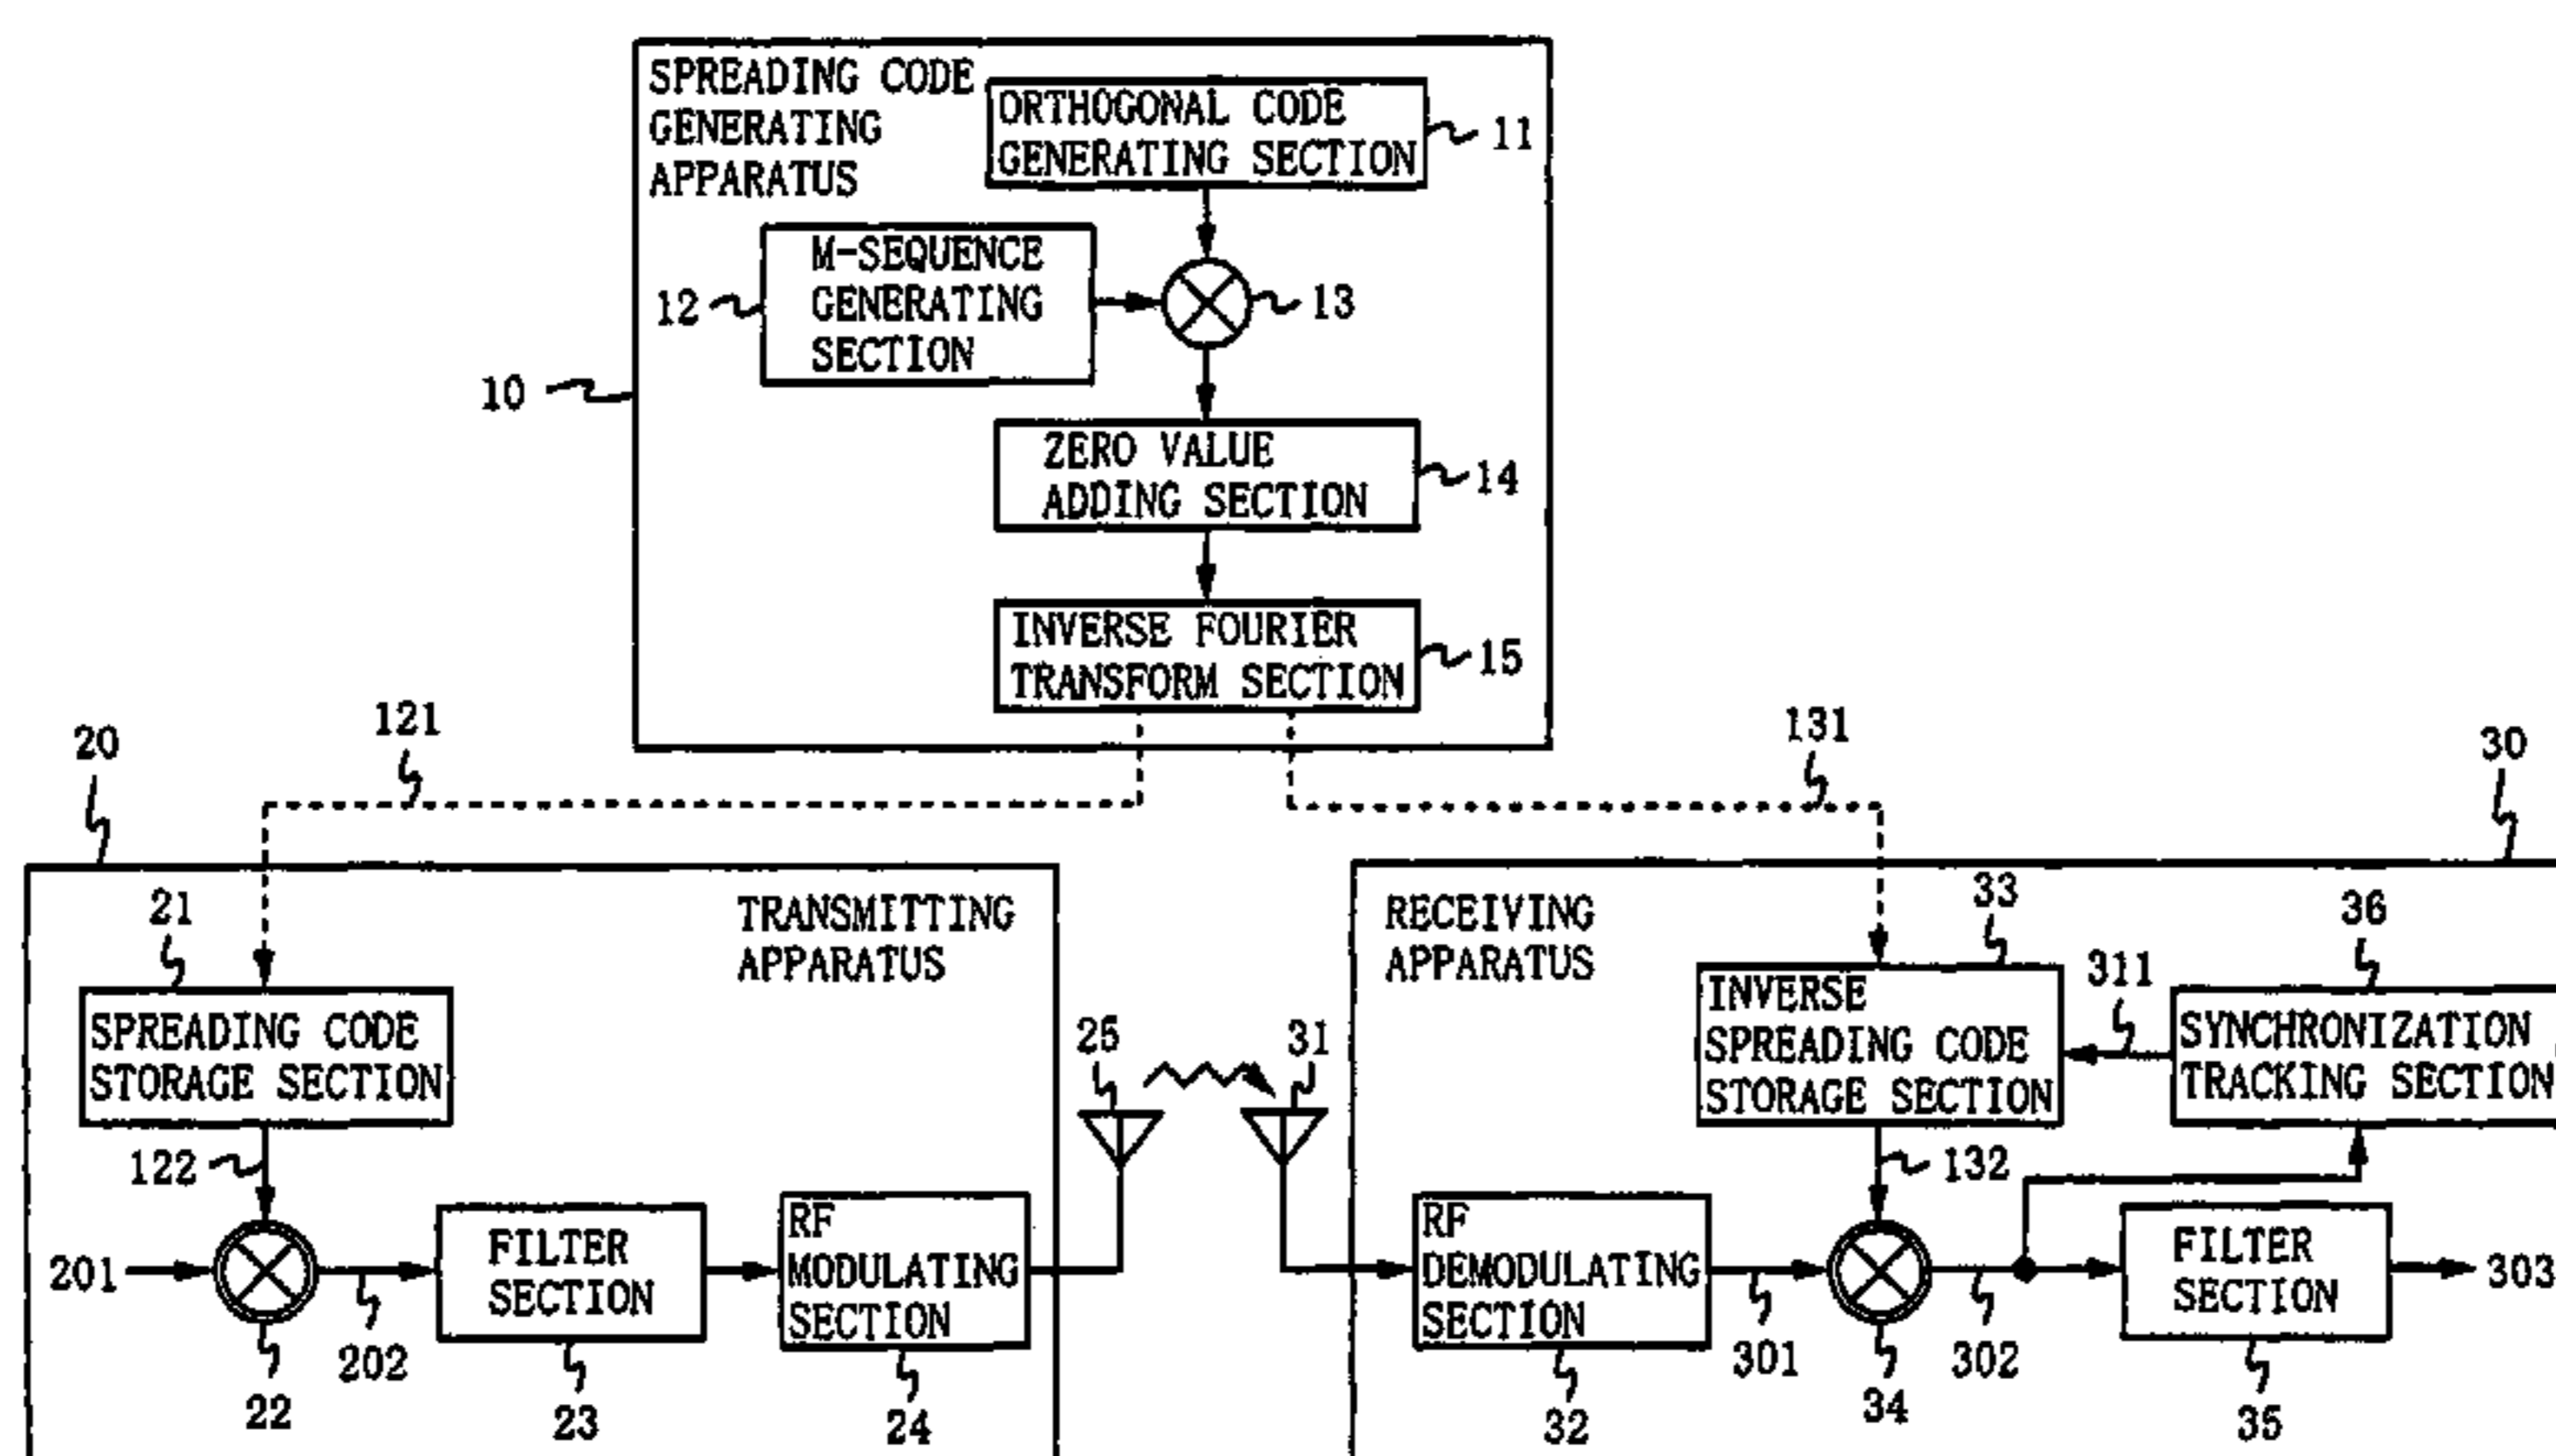 SPREADING CODE
GENERATING
APPARATUS
ORTHOGONAL CODE
GENERATING SECTION
11
M-SEQUENCE
GENERATING
SECTION
12
13
10
ZERO VALUE
ADDING SECTION
14
INVERSE FOURIER
TRANSFORM SECTION
15
121
131
20
30
TRANSMITTING
APPARATUS
21
SPREADING CODE
STORAGE SECTION
122
201
22
202
FILTER
SECTION
23
RF
MODULATING
SECTION
24
25
31
RECEIVING
APPARATUS
33
INVERSE
SPREADING CODE
STORAGE SECTION
311
36
SYNCHRONIZATION
TRACKING SECTION
132
RF
DEMODULATING
SECTION
32
301
34
302
FILTER
SECTION
35
303